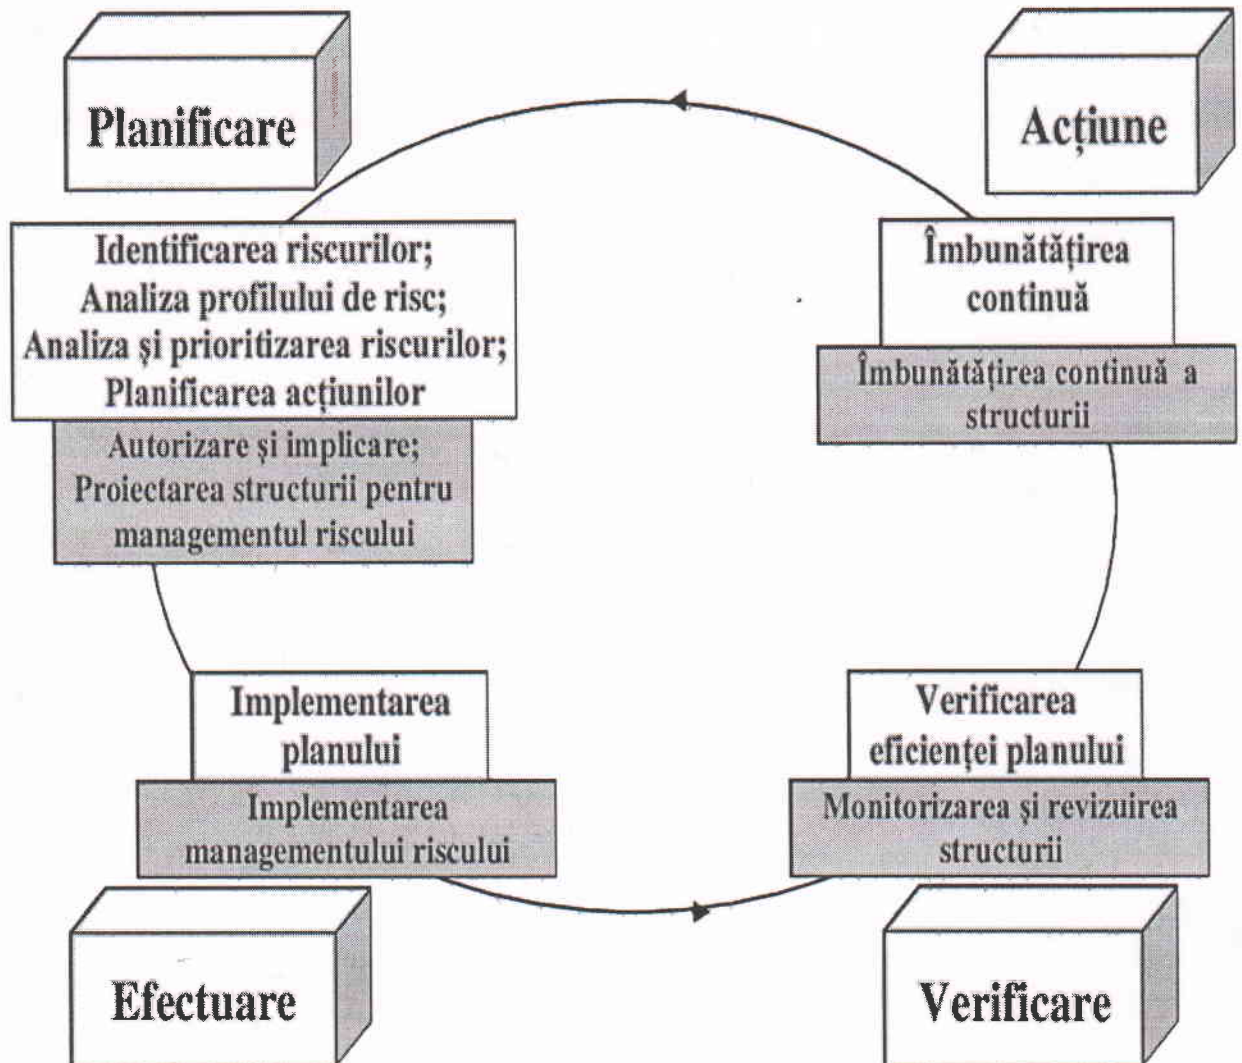 Planificare
Identificarea riscurilor;
Analiza profilului de risc;
Analiza și prioritizarea riscurilor;
Planificarea acțiunilor
Autorizare și implicare;
Proiectarea structurii pentru
managementul riscului
Acțiune
Îmbunătățirea
continuă
Îmbunătățirea continuă a
structurii
Implementarea
planului
Implementarea
managementului riscului
Efectuare
Verificarea
eficienței planului
Monitorizarea și revizuirea
structurii
Verificare